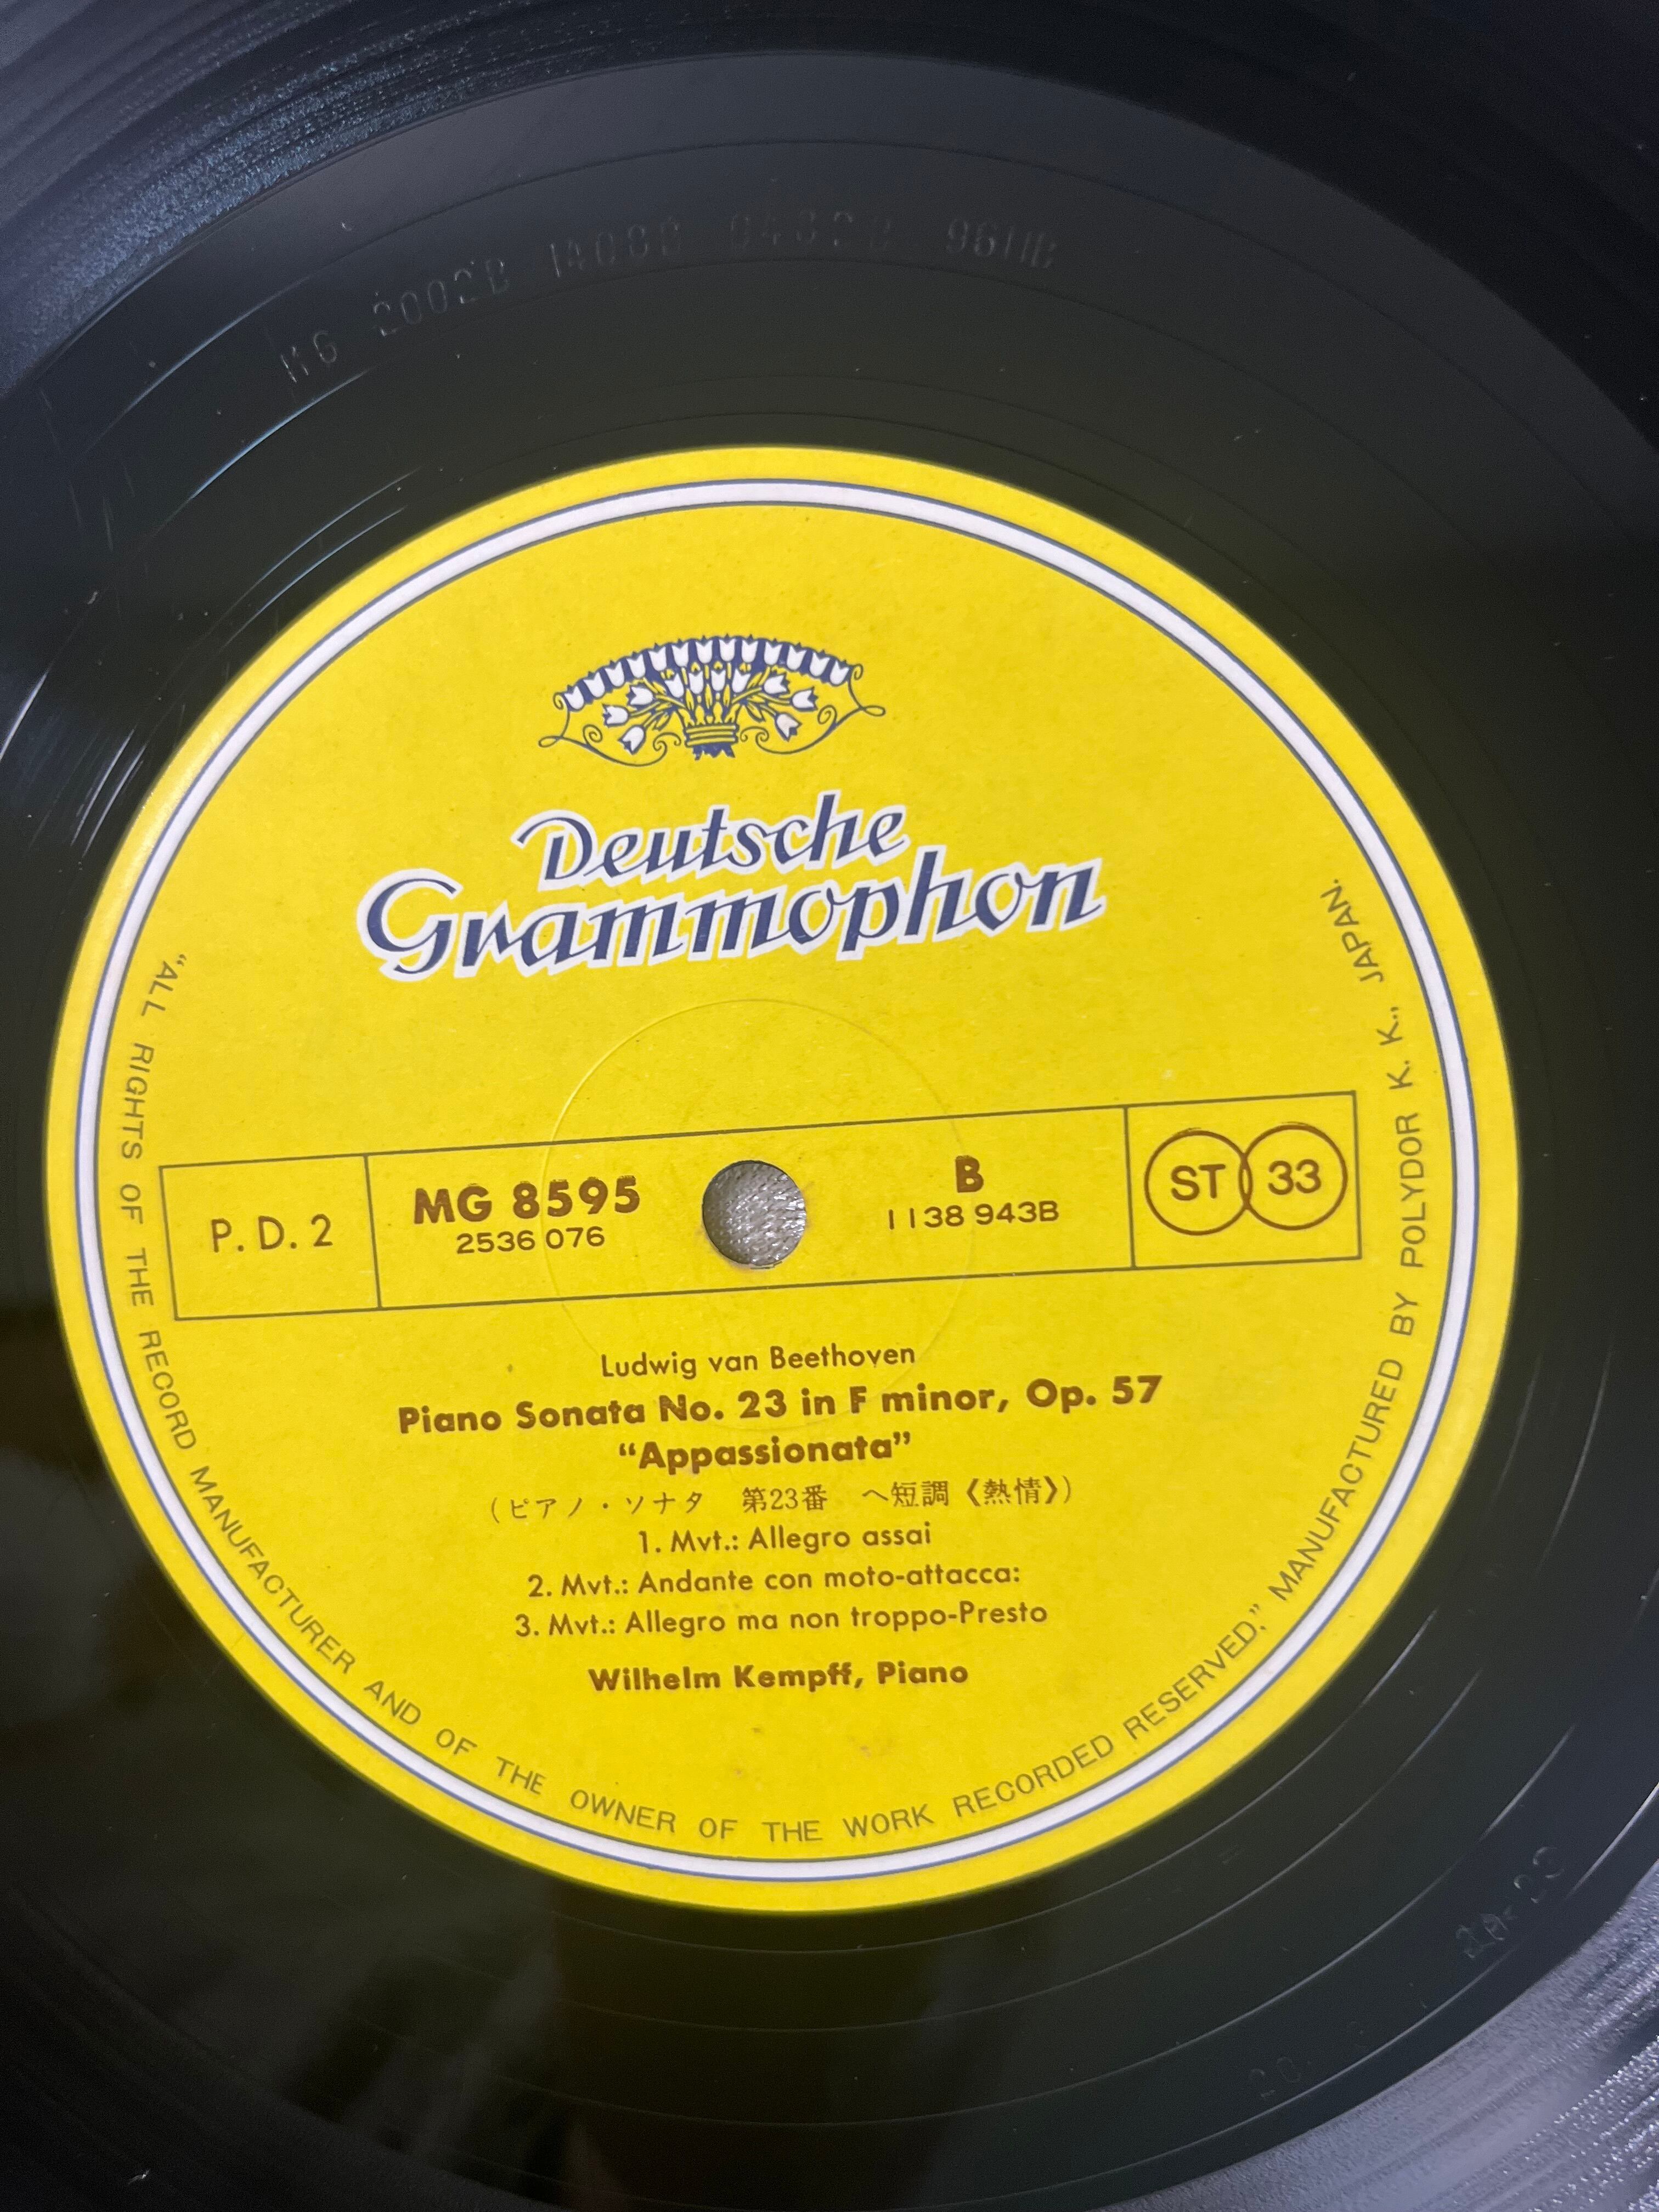 Deutsche
Grammophon
P. D. 2
MG 8595
2536 076
B
1138 943B
ST 33
Ludwig van Beethoven
Piano Sonata No. 23 in F minor, Op. 57
“Appassionata”
(ピアノ・ソナタ 第23番 ヘ短調《熱情》)
1. Mvt.: Allegro assai
2. Mvt.: Andante con moto-attacca:
3. Mvt.: Allegro ma non troppo-Presto
Wilhelm Kempff, Piano
“ALL RIGHTS OF THE RECORD MANUFACTURER AND OF THE OWNER OF THE WORK RECORDED RESERVED,” MANUFACTURED BY POLYDOR K. K., JAPAN.